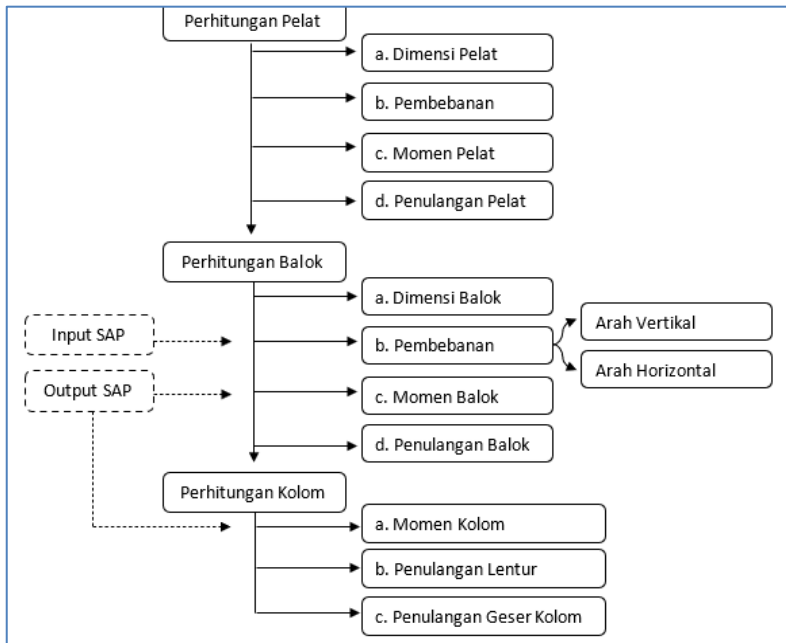 Perhitungan Pelat
a. Dimensi Pelat
b. Pembebanan
c. Momen Pelat
d. Penulangan Pelat
Perhitungan Balok
a. Dimensi Balok
Input SAP
b. Pembebanan
Arah Vertikal
Arah Horizontal
Output SAP
c. Momen Balok
d. Penulangan Balok
Perhitungan Kolom
a. Momen Kolom
b. Penulangan Lentur
c. Penulangan Geser Kolom